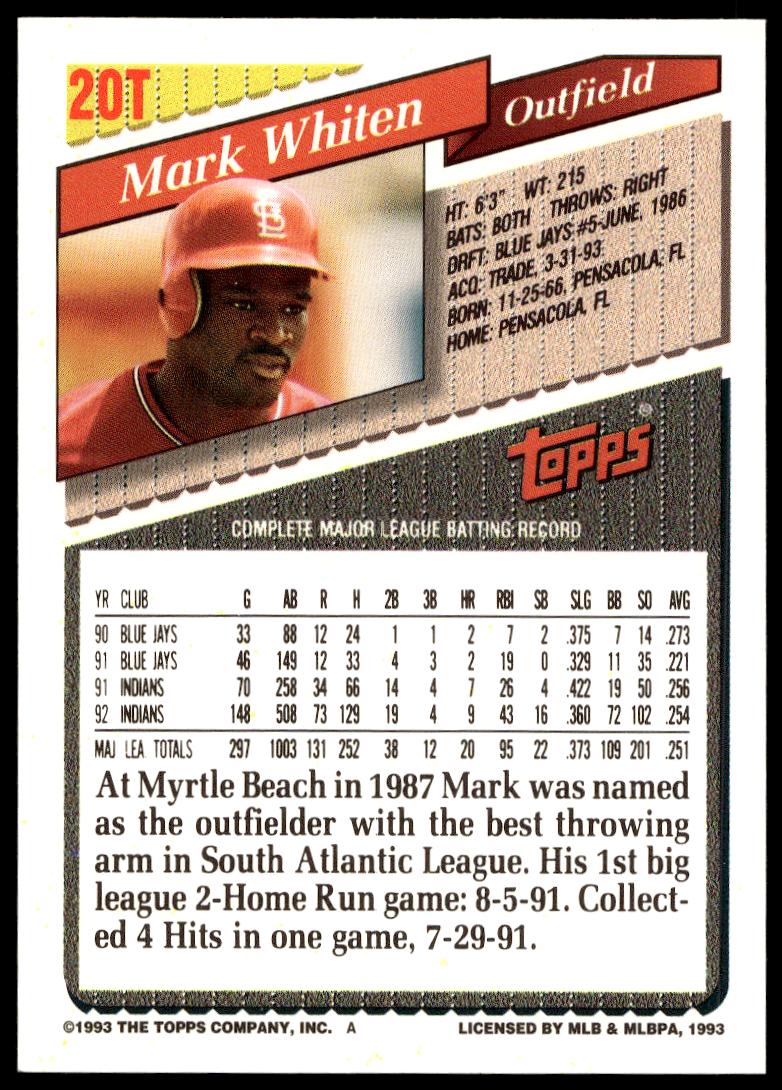 20T
Mark Whiten
Outfield
STL
HT: 6'3" WT: 215
BATS: BOTH THROWS: RIGHT
DRFT: BLUE JAYS #5-JUNE, 1986
ACQ: TRADE, 3-31-93
BORN: 11-25-66, PENSACOLA, FL
HOME: PENSACOLA, FL
TOPPS ®
COMPLETE MAJOR LEAGUE BATTING RECORD
YR CLUB G AB R H 2B 3B HR RBI SB SLG BB SO AVG
90 BLUE JAYS 33 88 12 24 1 1 2 7 2 .375 7 14 .273
91 BLUE JAYS 46 149 12 33 4 3 2 19 0 .329 11 35 .221
91 INDIANS 70 258 34 66 14 4 7 26 4 .422 19 50 .256
92 INDIANS 148 508 73 129 19 4 9 43 16 .360 72 102 .254
MAJ LEA. TOTALS 297 1003 131 252 38 12 20 95 22 .373 109 201 .251
At Myrtle Beach in 1987 Mark was named
as the outfielder with the best throwing
arm in South Atlantic League. His 1st big
league 2-Home Run game: 8-5-91. Collect-
ed 4 Hits in one game, 7-29-91.
©1993 THE TOPPS COMPANY, INC. A
LICENSED BY MLB & MLBPA, 1993